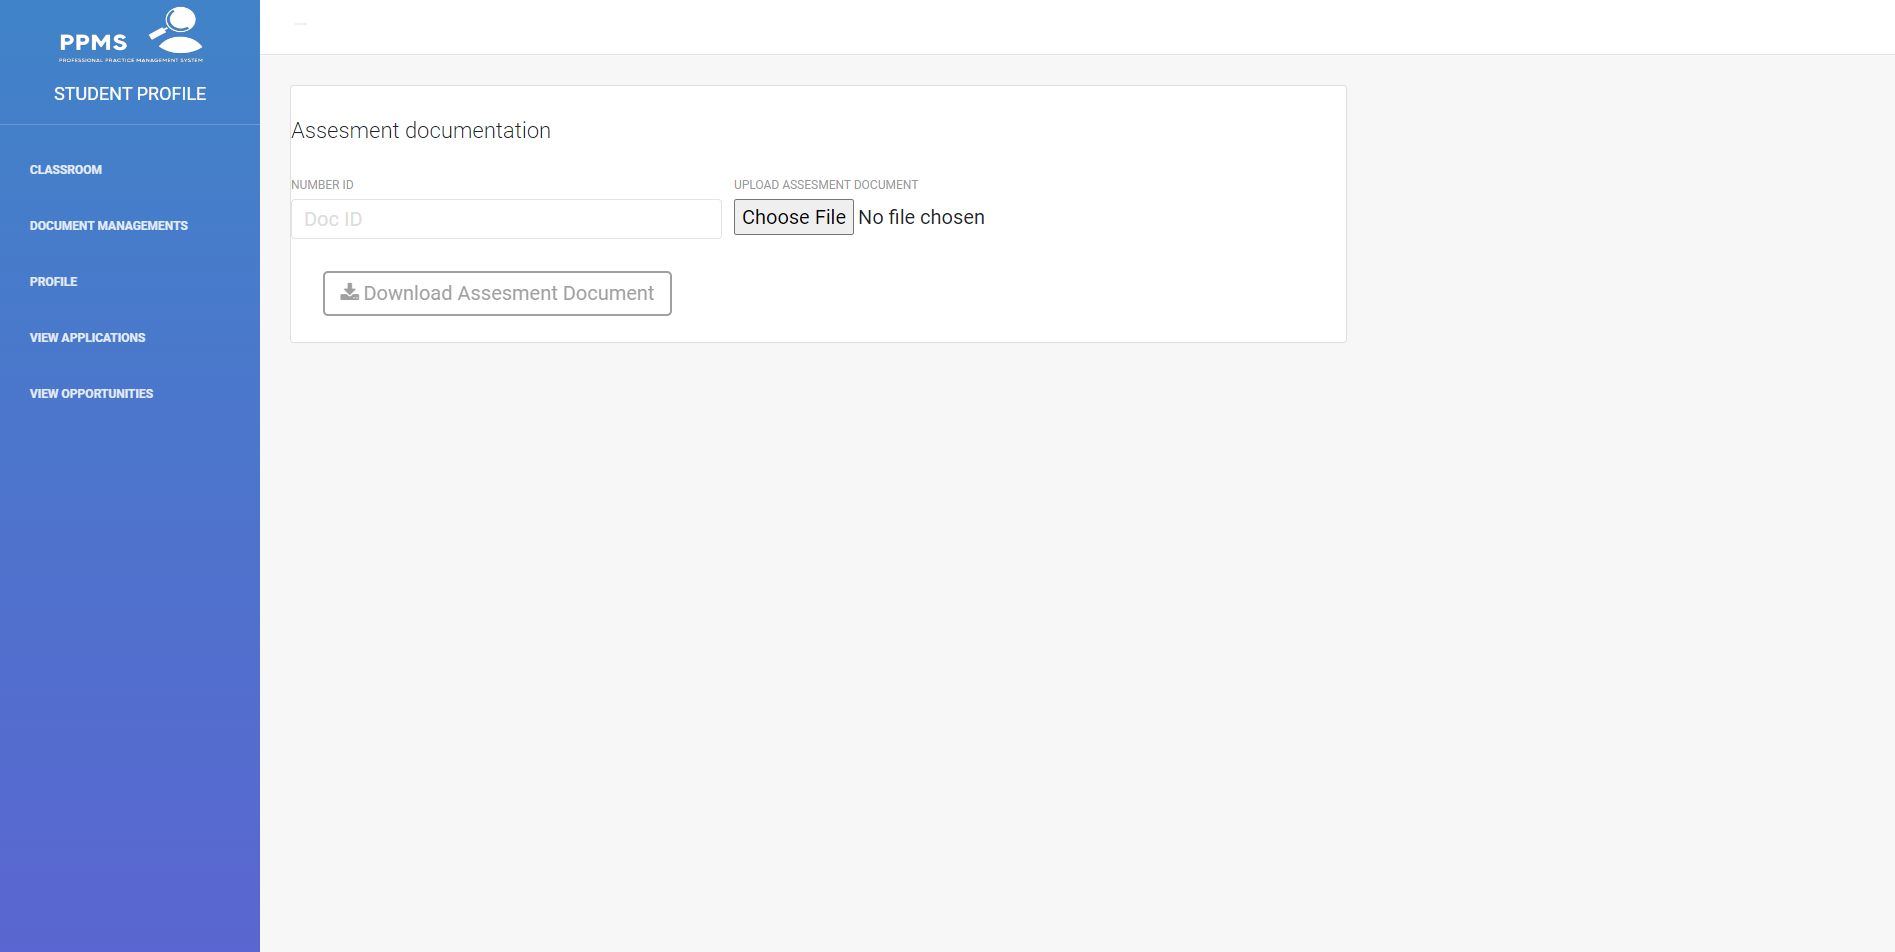 PPMS
PROFESSIONAL PRACTICE MANAGEMENT SYSTEM
STUDENT PROFILE
CLASSROOM
DOCUMENT MANAGEMENTS
PROFILE
VIEW APPLICATIONS
VIEW OPPORTUNITIES
Assesment documentation
NUMBER ID
Doc ID
UPLOAD ASSESMENT DOCUMENT
Choose File No file chosen
Download Assesment Document